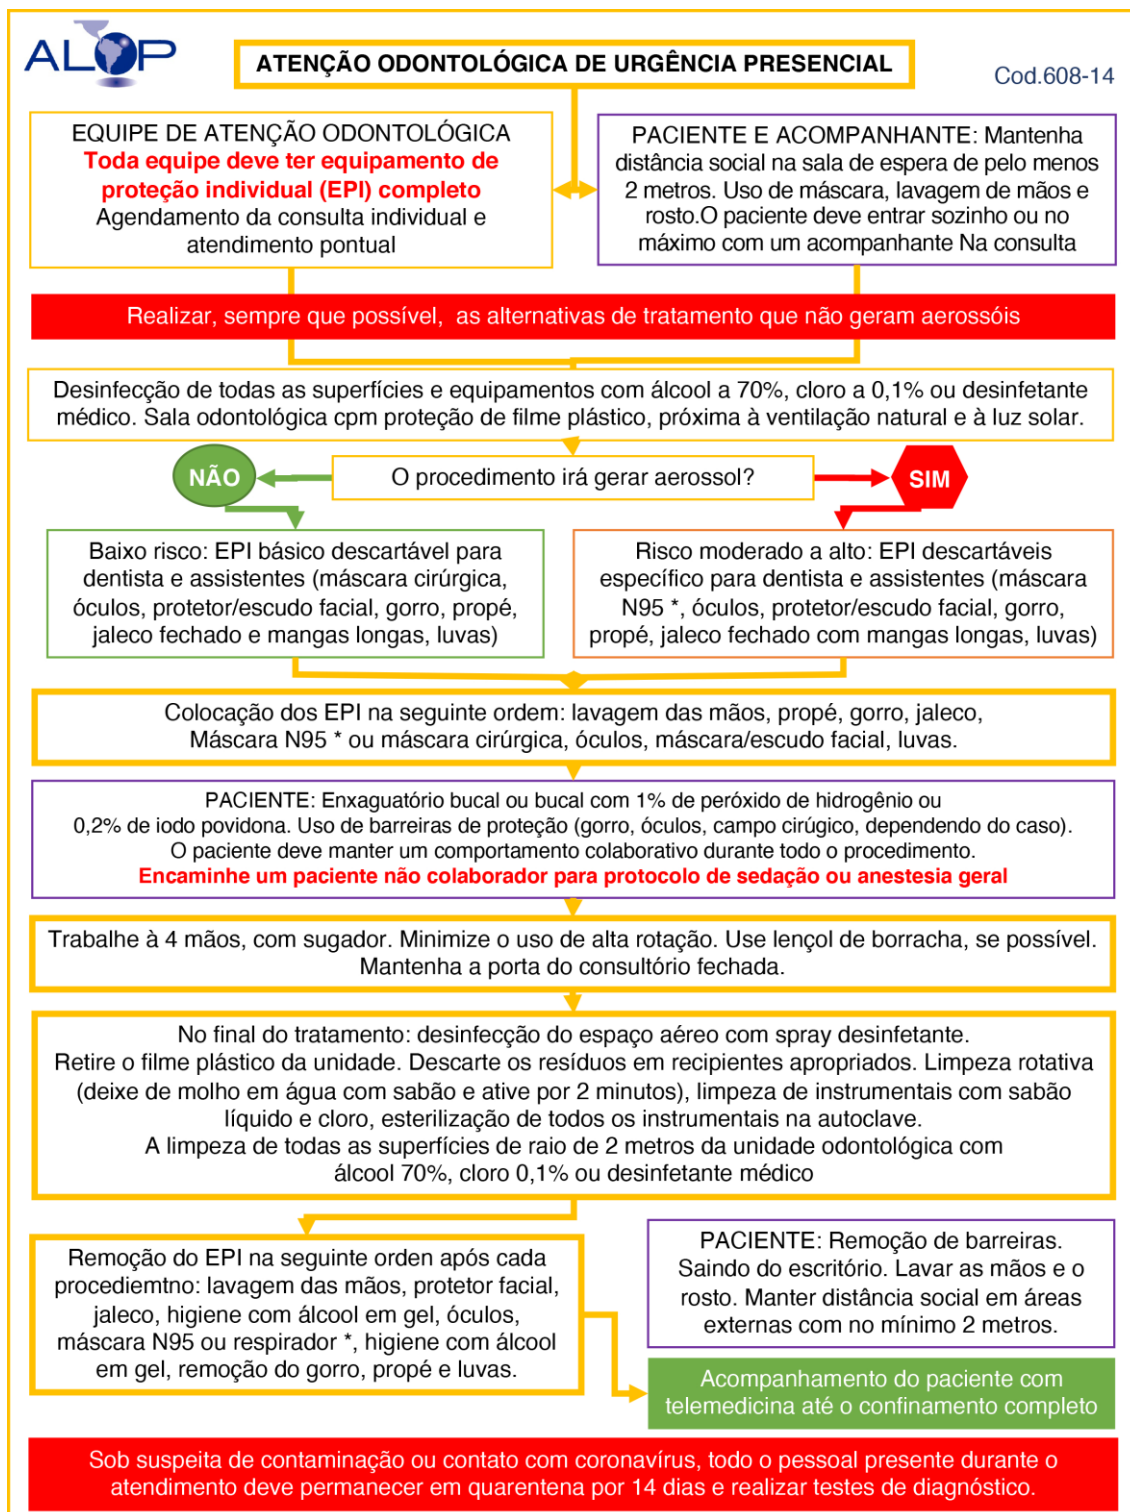 ALOP
ATENÇÃO ODONTOLÓGICA DE URGÊNCIA PRESENCIAL
Cod.608-14
EQUIPE DE ATENÇÃO ODONTOLÓGICA
Toda equipe deve ter equipamento de
proteção individual (EPI) completo
Agendamento da consulta individual e
atendimento pontual
PACIENTE E ACOMPANHANTE: Mantenha
distância social na sala de espera de pelo menos
2 metros. Uso de máscara, lavagem de mãos e
rosto.O paciente deve entrar sozinho ou no
máximo com um acompanhante Na consulta
Realizar, sempre que possível, as alternativas de tratamento que não geram aerossóis
Desinfecção de todas as superfícies e equipamentos com álcool a 70%, cloro a 0,1% ou desinfetante
médico. Sala odontológica cpm proteção de filme plástico, próxima à ventilação natural e à luz solar.
NÃO
O procedimento irá gerar aerossol?
SIM
Baixo risco: EPI básico descartável para
dentista e assistentes (máscara cirúrgica,
óculos, protetor/escudo facial, gorro, propé,
jaleco fechado e mangas longas, luvas)
Risco moderado a alto: EPI descartáveis
específico para dentista e assistentes (máscara
N95 *, óculos, protetor/escudo facial, gorro,
propé, jaleco fechado com mangas longas, luvas)
Colocação dos EPI na seguinte ordem: lavagem das mãos, propé, gorro, jaleco,
Máscara N95 * ou máscara cirúrgica, óculos, máscara/escudo facial, luvas.
PACIENTE: Enxaguatório bucal ou bucal com 1% de peróxido de hidrogênio ou
0,2% de iodo povidona. Uso de barreiras de proteção (gorro, óculos, campo cirúgico, dependendo do caso).
O paciente deve manter um comportamento colaborativo durante todo o procedimento.
Encaminhe um paciente não colaborador para protocolo de sedação ou anestesia geral
Trabalhe à 4 mãos, com sugador. Minimize o uso de alta rotação. Use lençol de borracha, se possível.
Mantenha a porta do consultório fechada.
No final do tratamento: desinfecção do espaço aéreo com spray desinfetante.
Retire o filme plástico da unidade. Descarte os resíduos em recipientes apropriados. Limpeza rotativa
(deixe de molho em água com sabão e ative por 2 minutos), limpeza de instrumentais com sabão
líquido e cloro, esterilização de todos os instrumentais na autoclave.
A limpeza de todas as superfícies de raio de 2 metros da unidade odontológica com
álcool 70%, cloro 0,1% ou desinfetante médico
Remoção do EPI na seguinte orden após cada
procediemtno: lavagem das mãos, protetor facial,
jaleco, higiene com álcool em gel, óculos,
máscara N95 ou respirador *, higiene com álcool
em gel, remoção do gorro, propé e luvas.
PACIENTE: Remoção de barreiras.
Saindo do escritório. Lavar as mãos e o
rosto. Manter distância social em áreas
externas com no mínimo 2 metros.
Acompanhamento do paciente com
telemedicina até o confinamento completo
Sob suspeita de contaminação ou contato com coronavírus, todo o pessoal presente durante o
atendimento deve permanecer em quarentena por 14 dias e realizar testes de diagnóstico.